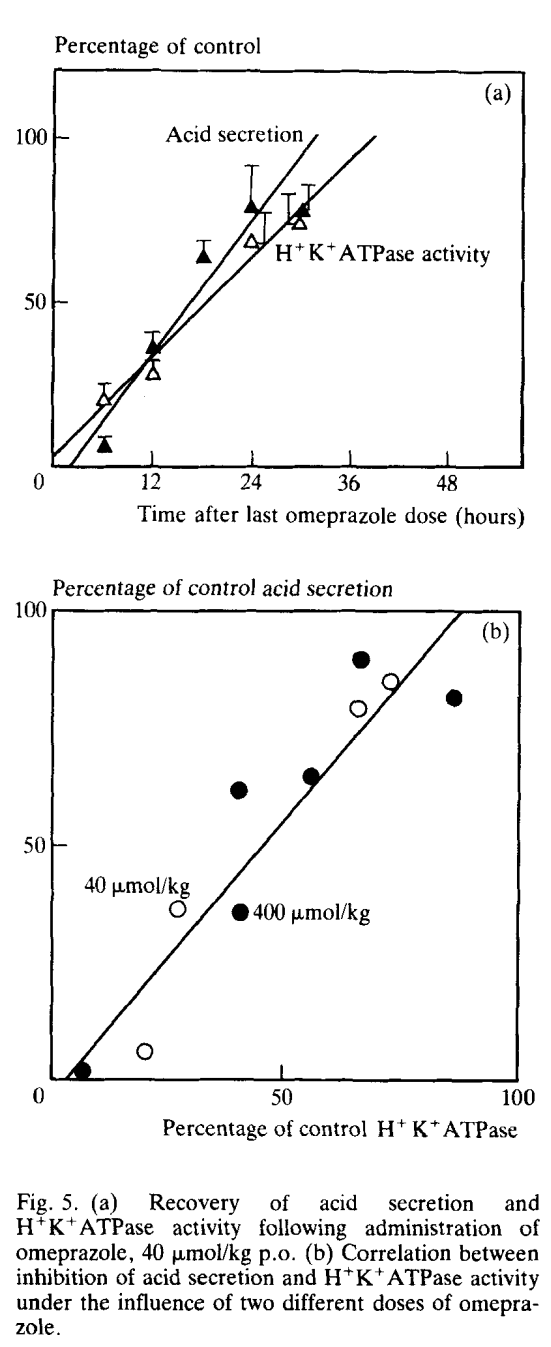 Percentage of control
(a)
100
Acid secretion
H⁺K⁺ATPase activity
50
0 12 24 36 48
Time after last omeprazole dose (hours)
Percentage of control acid secretion
100
(b)
50
40 μmol/kg
400 μmol/kg
0 50 100
Percentage of control H⁺K⁺ATPase
Fig. 5. (a) Recovery of acid secretion and
H⁺K⁺ATPase activity following administration of
omeprazole, 40 μmol/kg p.o. (b) Correlation between
inhibition of acid secretion and H⁺K⁺ATPase activity
under the influence of two different doses of omepra-
zole.